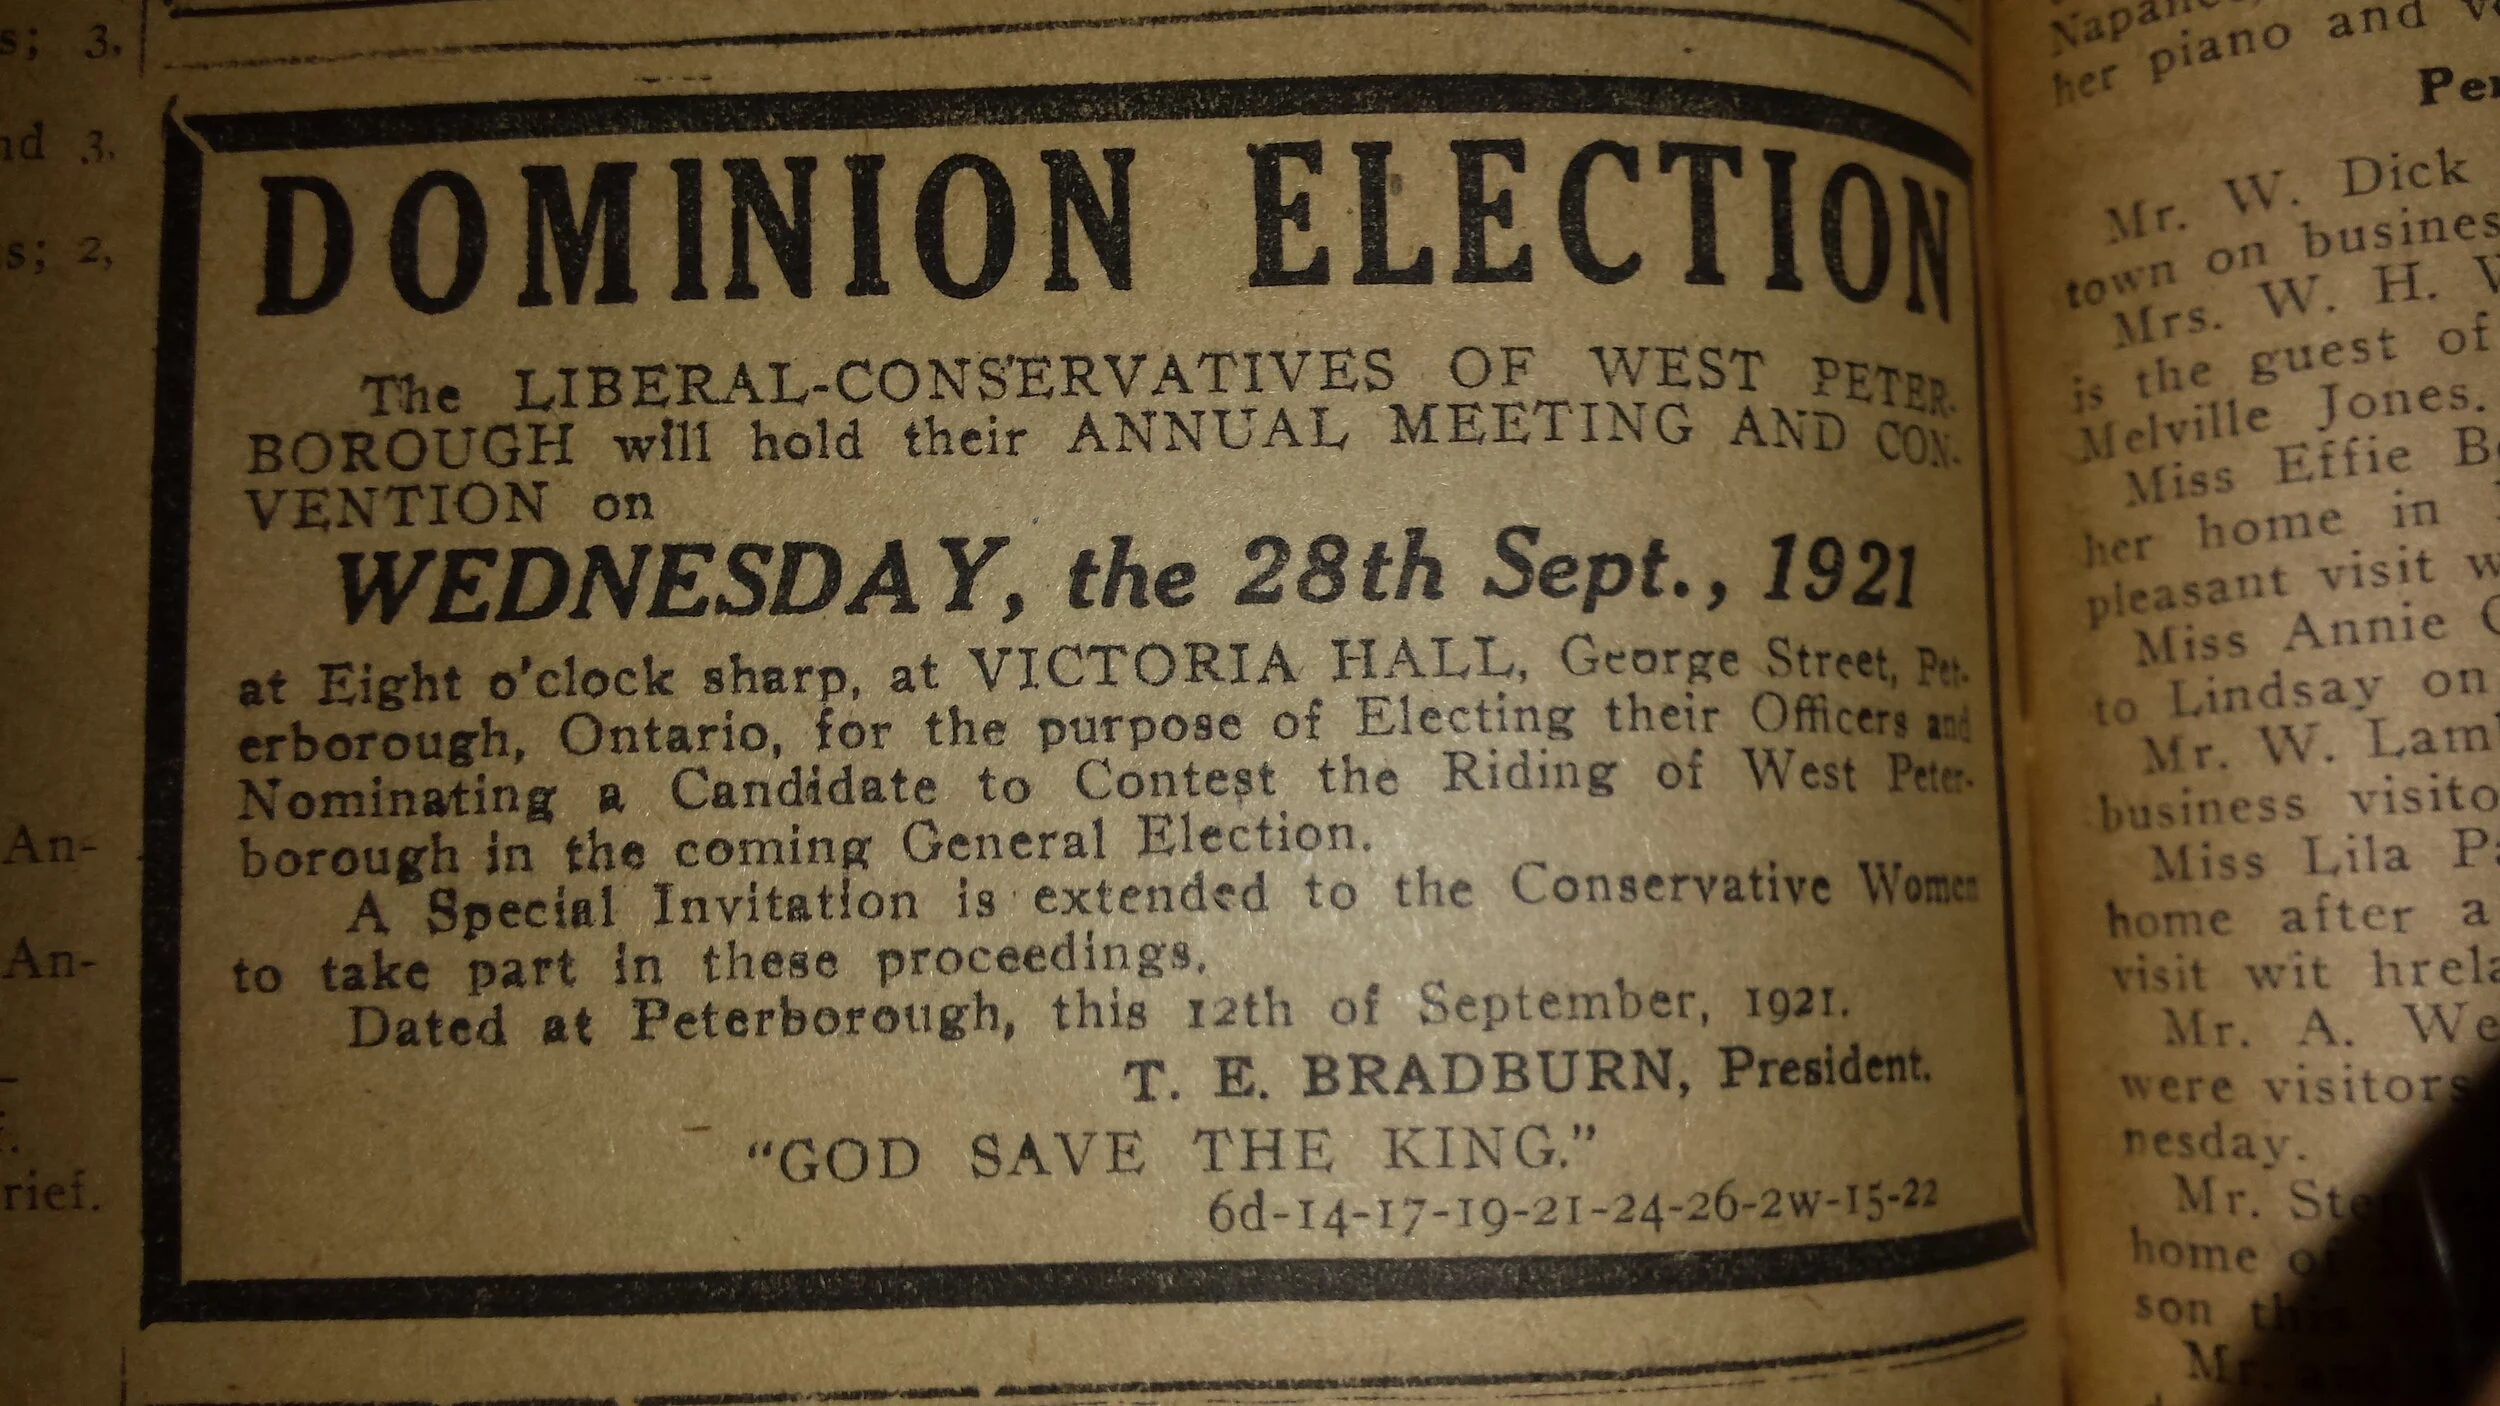 s; 3.
nd 3.
s; 2,
An-
An-
rief.
DOMINION ELECTION
The LIBERAL-CONSERVATIVES OF WEST PETER-
BOROUGH will hold their ANNUAL MEETING AND CON-
VENTION on
WEDNESDAY, the 28th Sept., 1921
at Eight o'clock sharp, at VICTORIA HALL, George Street, Pet-
erborough, Ontario, for the purpose of Electing their Officers and
Nominating a Candidate to Contest the Riding of West Peter-
borough in the coming General Election.
A Special Invitation is extended to the Conservative Women
to take part in these proceedings.
Dated at Peterborough, this 12th of September, 1921.
T. E. BRADBURN, President.
"GOD SAVE THE KING."
6d-14-17-19-21-24-26-2w-15-22
her piano and
Mr. W. Dick
town on busines
Mrs. W. H.
is the guest of
Melville Jones.
Miss Effie
her home in
pleasant visit
Miss Annie
to Lindsay on
Mr. W. Lam
business visito
Miss Lila
home after a
visit wit hrela
Mr. A. We
were visitors
nesday.
Mr. Ste
home of
son this
Mr.